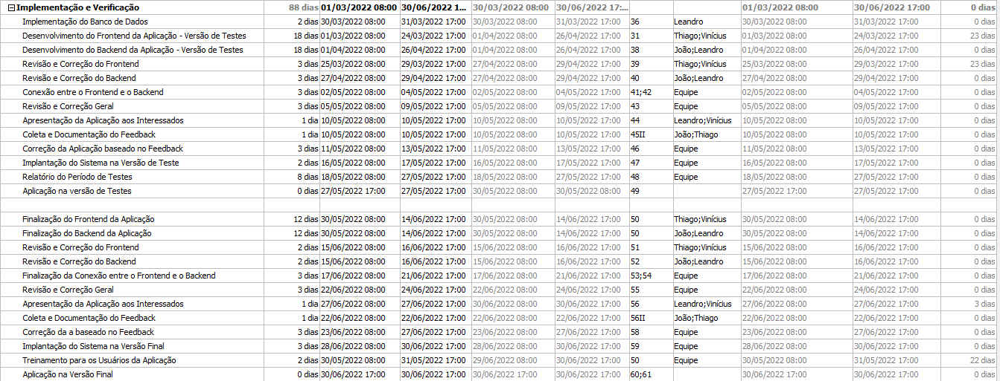 Implementação e Verificação 88 dias 01/03/2022 08:00 30/06/2022 1... 30/03/2022 08:00 30/06/2022 17:... 01/03/2022 08:00 30/06/2022 17:00 0 dias
Implementação do Banco de Dados 2 dias 30/03/2022 08:00 31/03/2022 17:00 30/03/2022 08:00 31/03/2022 17:00 36 Leandro 30/03/2022 08:00 31/03/2022 17:00 0 dias
Desenvolvimento do Frontend da Aplicação - Versão de Testes 18 dias 01/03/2022 08:00 24/03/2022 17:00 01/04/2022 08:00 26/04/2022 17:00 31 Thiago;Vinícius 01/03/2022 08:00 24/03/2022 17:00 23 dias
Desenvolvimento do Backend da Aplicação - Versão de Testes 18 dias 01/04/2022 08:00 26/04/2022 17:00 01/04/2022 08:00 26/04/2022 17:00 38 João;Leandro 01/04/2022 08:00 26/04/2022 17:00 0 dias
Revisão e Correção do Frontend 3 dias 25/03/2022 08:00 29/03/2022 17:00 27/04/2022 08:00 29/04/2022 17:00 39 Thiago;Vinícius 25/03/2022 08:00 29/03/2022 17:00 23 dias
Revisão e Correção do Backend 3 dias 27/04/2022 08:00 29/04/2022 17:00 27/04/2022 08:00 29/04/2022 17:00 40 João;Leandro 27/04/2022 08:00 29/04/2022 17:00 0 dias
Conexão entre o Frontend e o Backend 3 dias 02/05/2022 08:00 04/05/2022 17:00 02/05/2022 08:00 04/05/2022 17:00 41;42 Equipe 02/05/2022 08:00 04/05/2022 17:00 0 dias
Revisão e Correção Geral 3 dias 05/05/2022 08:00 09/05/2022 17:00 05/05/2022 08:00 09/05/2022 17:00 43 Equipe 05/05/2022 08:00 09/05/2022 17:00 0 dias
Apresentação da Aplicação aos Interessados 1 dia 10/05/2022 08:00 10/05/2022 17:00 10/05/2022 08:00 10/05/2022 17:00 44 Leandro;Vinícius 10/05/2022 08:00 10/05/2022 17:00 0 dias
Coleta e Documentação do Feedback 1 dia 10/05/2022 08:00 10/05/2022 17:00 10/05/2022 08:00 10/05/2022 17:00 45II João;Thiago 10/05/2022 08:00 10/05/2022 17:00 0 dias
Correção da Aplicação baseado no Feedback 3 dias 11/05/2022 08:00 13/05/2022 17:00 11/05/2022 08:00 13/05/2022 17:00 46 Equipe 11/05/2022 08:00 13/05/2022 17:00 0 dias
Implantação do Sistema na Versão de Teste 2 dias 16/05/2022 08:00 17/05/2022 17:00 16/05/2022 08:00 17/05/2022 17:00 47 Equipe 16/05/2022 08:00 17/05/2022 17:00 0 dias
Relatório do Período de Testes 8 dias 18/05/2022 08:00 27/05/2022 17:00 18/05/2022 08:00 27/05/2022 17:00 48 Equipe 18/05/2022 08:00 27/05/2022 17:00 0 dias
Aplicação na versão de Testes 0 dias 27/05/2022 17:00 27/05/2022 17:00 30/05/2022 08:00 30/05/2022 08:00 49 27/05/2022 17:00 27/05/2022 17:00 0 dias
Finalização do Frontend da Aplicação 12 dias 30/05/2022 08:00 14/06/2022 17:00 30/05/2022 08:00 14/06/2022 17:00 50 Thiago;Vinícius 30/05/2022 08:00 14/06/2022 17:00 0 dias
Finalização do Backend da Aplicação 12 dias 30/05/2022 08:00 14/06/2022 17:00 30/05/2022 08:00 14/06/2022 17:00 50 João;Leandro 30/05/2022 08:00 14/06/2022 17:00 0 dias
Revisão e Correção do Frontend 2 dias 15/06/2022 08:00 16/06/2022 17:00 15/06/2022 08:00 16/06/2022 17:00 51 Thiago;Vinícius 15/06/2022 08:00 16/06/2022 17:00 0 dias
Revisão e Correção do Backend 2 dias 15/06/2022 08:00 16/06/2022 17:00 15/06/2022 08:00 16/06/2022 17:00 52 João;Leandro 15/06/2022 08:00 16/06/2022 17:00 0 dias
Finalização da Conexão entre o Frontend e o Backend 3 dias 17/06/2022 08:00 21/06/2022 17:00 17/06/2022 08:00 21/06/2022 17:00 53;54 Equipe 17/06/2022 08:00 21/06/2022 17:00 0 dias
Revisão e Correção Geral 3 dias 22/06/2022 08:00 24/06/2022 17:00 22/06/2022 08:00 24/06/2022 17:00 55 Equipe 22/06/2022 08:00 24/06/2022 17:00 0 dias
Apresentação da Aplicação aos Interessados 1 dia 27/06/2022 08:00 27/06/2022 17:00 30/06/2022 08:00 30/06/2022 17:00 56 Leandro;Vinícius 27/06/2022 08:00 27/06/2022 17:00 3 dias
Coleta e Documentação do Feedback 1 dia 22/06/2022 08:00 22/06/2022 17:00 22/06/2022 08:00 22/06/2022 17:00 56II João;Thiago 22/06/2022 08:00 22/06/2022 17:00 0 dias
Correção da a baseado no Feedback 3 dias 23/06/2022 08:00 27/06/2022 17:00 23/06/2022 08:00 27/06/2022 17:00 58 Equipe 23/06/2022 08:00 27/06/2022 17:00 0 dias
Implantação do Sistema na Versão Final 3 dias 28/06/2022 08:00 30/06/2022 17:00 28/06/2022 08:00 30/06/2022 17:00 59 Equipe 28/06/2022 08:00 30/06/2022 17:00 0 dias
Treinamento para os Usuários da Aplicação 2 dias 30/05/2022 08:00 31/05/2022 17:00 29/06/2022 08:00 30/06/2022 17:00 50 Equipe 30/05/2022 08:00 31/05/2022 17:00 22 dias
Aplicação na Versão Final 0 dias 30/06/2022 17:00 30/06/2022 17:00 30/06/2022 17:00 30/06/2022 17:00 60;61 30/06/2022 17:00 30/06/2022 17:00 0 dias